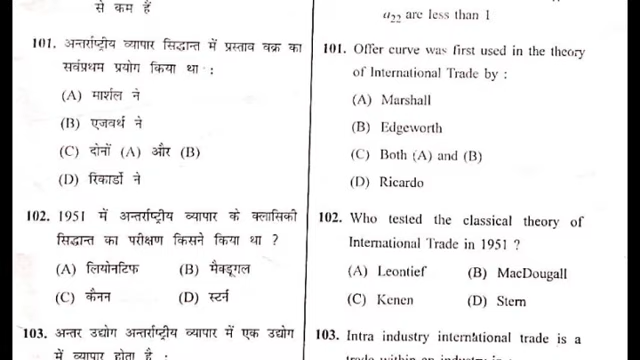 से कम हैं
101. अन्तर्राष्ट्रीय व्यापार सिद्धान्त में प्रस्ताव वक्र का
सर्वप्रथम प्रयोग किया था :
(A) मार्शल ने
(B) एजवर्थ ने
(C) दोनों (A) और (B)
(D) रिकार्डो ने
102. 1951 में अन्तर्राष्ट्रीय व्यापार के क्लासिकी
सिद्धान्त का परीक्षण किसने किया था ?
(A) लियोनटिफ (B) मैक्डूगल
(C) कैनन (D) स्टर्न
103. अन्तर उद्योग अन्तर्राष्ट्रीय व्यापार में एक उद्योग
में व्यापार होता है :
a22 are less than 1
101. Offer curve was first used in the theory
of International Trade by :
(A) Marshall
(B) Edgeworth
(C) Both (A) and (B)
(D) Ricardo
102. Who tested the classical theory of
International Trade in 1951 ?
(A) Leontief (B) MacDougall
(C) Kenen (D) Stern
103. Intra industry international trade is a
trade within an industry